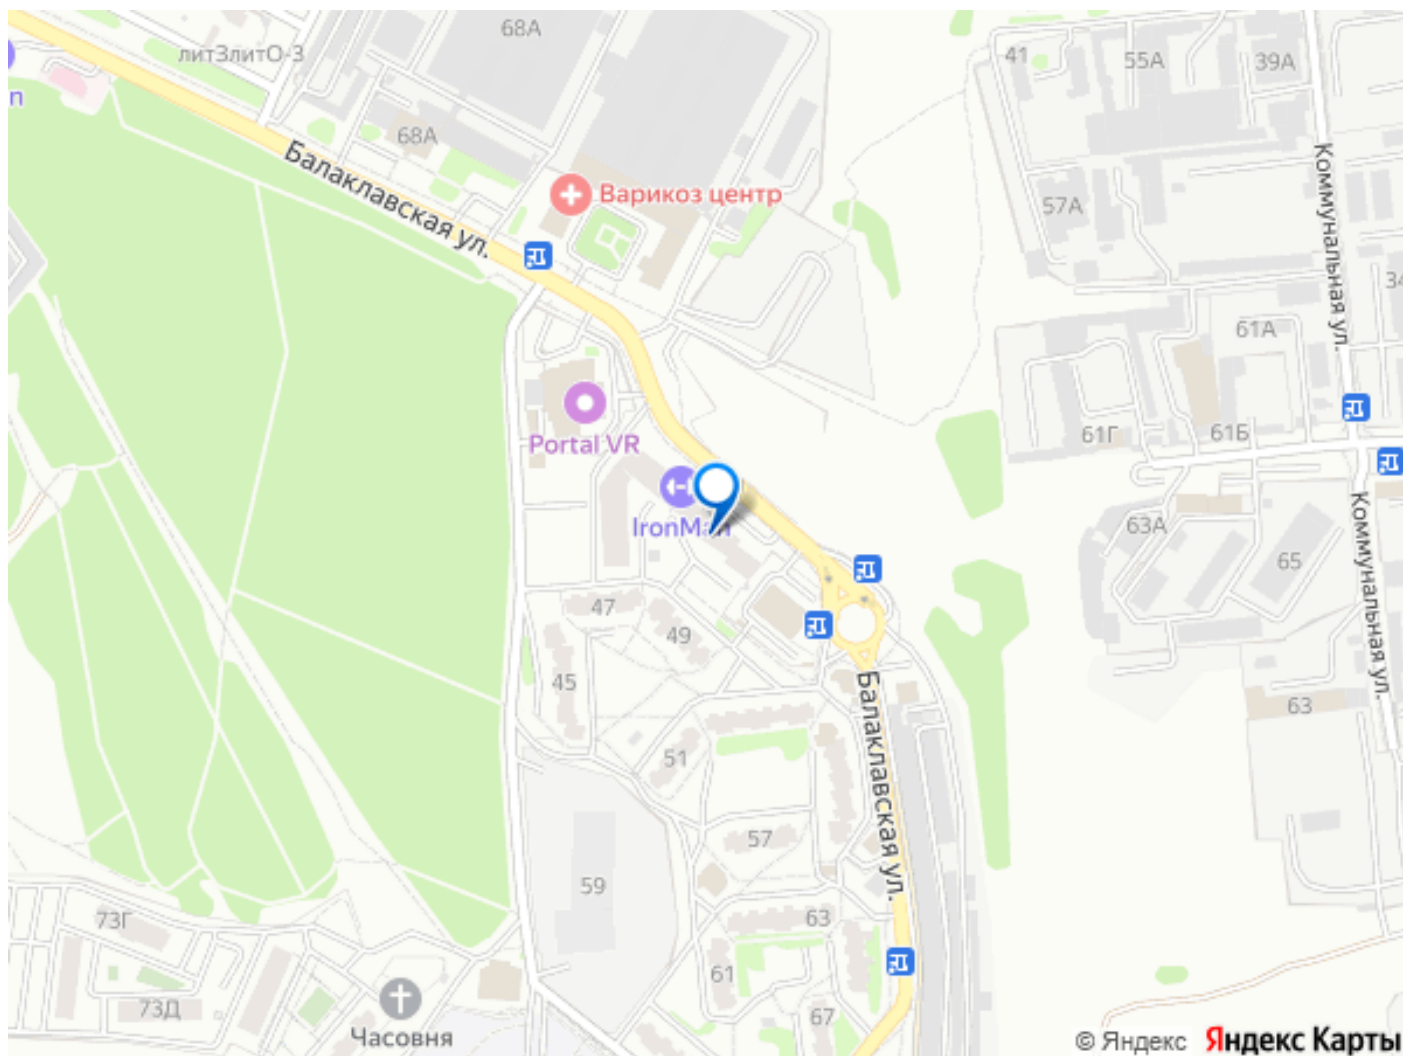 68А
литЗлитО-3
41
55А
39А
n
68А
Балаклавская ул.
Варикоз центр
Коммунальная ул.
57А
34
61А
Portal VR
61Г
61Б
IronMan
63А
65
Коммунальная ул.
47
49
45
63
51
Балаклавская ул.
57
59
73Г
63
61
73Д
67
Часовня
© Яндекс Яндекс Карты